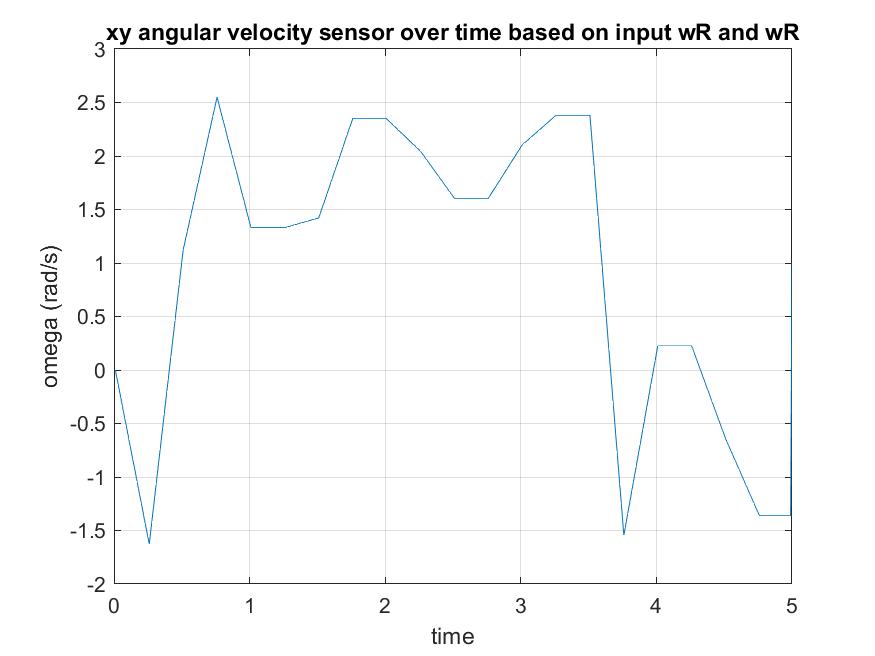 xy angular velocity sensor over time based on input wR and wR
3
2.5
2
1.5
1
0.5
0
-0.5
-1
-1.5
-2
omega (rad/s)
0 1 2 3 4 5
time